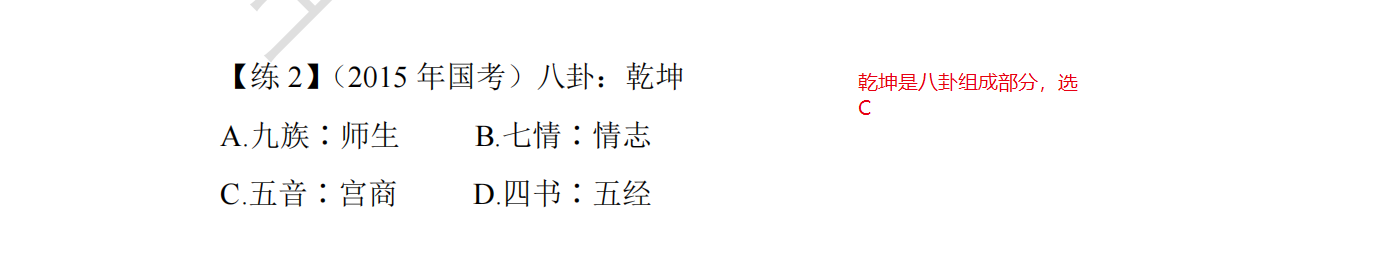 【练 2】（2015 年国考）八卦：乾坤
乾坤是八卦组成部分，选
C
A.九族∶师生 B.七情∶情志
C.五音∶宫商 D.四书∶五经